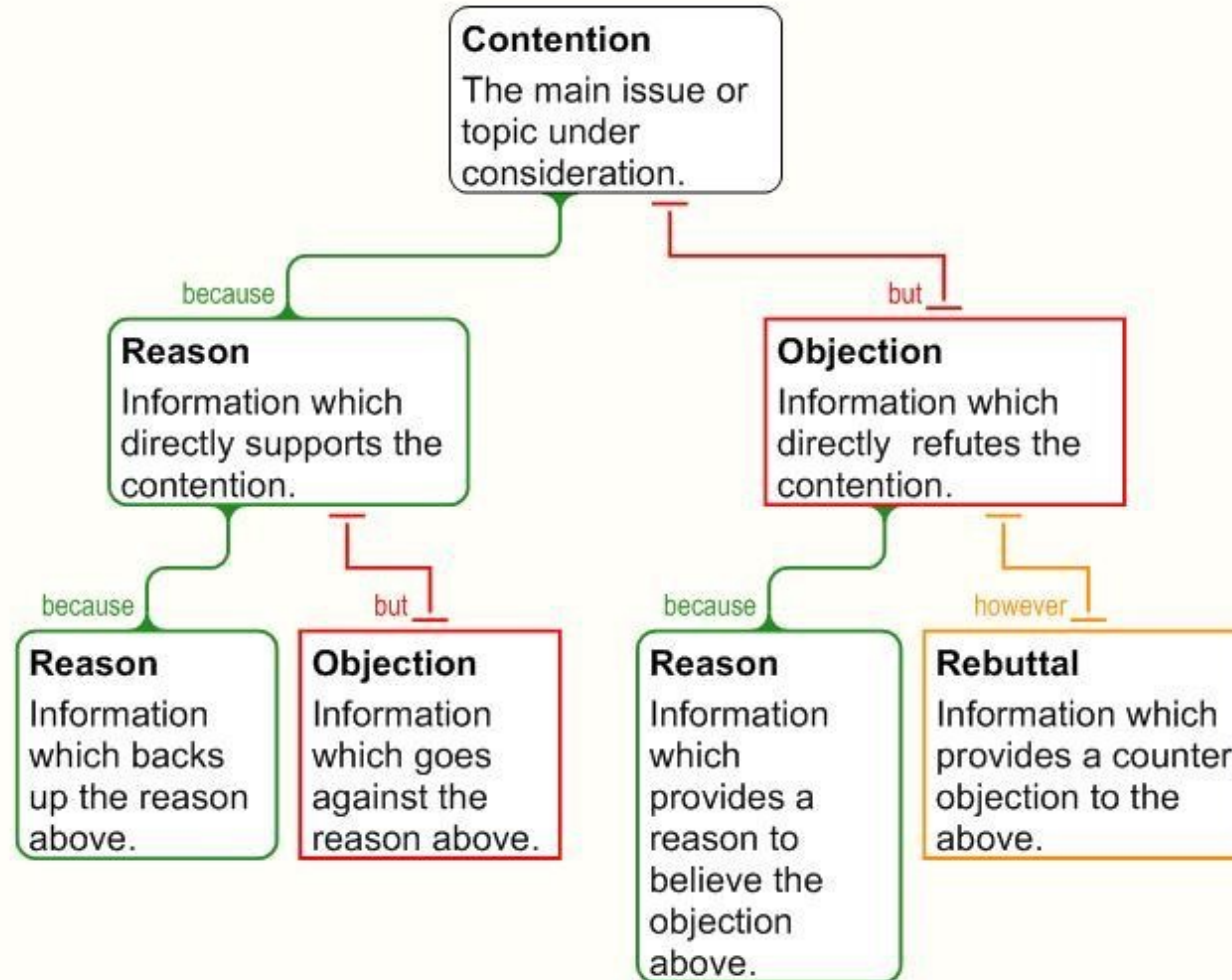 Contention
The main issue or
topic under
consideration.
because
but
Reason
Information which
directly supports the
contention.
Objection
Information which
directly  refutes the
contention.
because
but
because
however
Reason
Information
which backs
up the reason
above.
Objection
Information
which goes
against the
reason above.
Reason
Information
which
provides a
reason to
believe the
objection
above.
Rebuttal
Information which
provides a counter
objection to the
above.